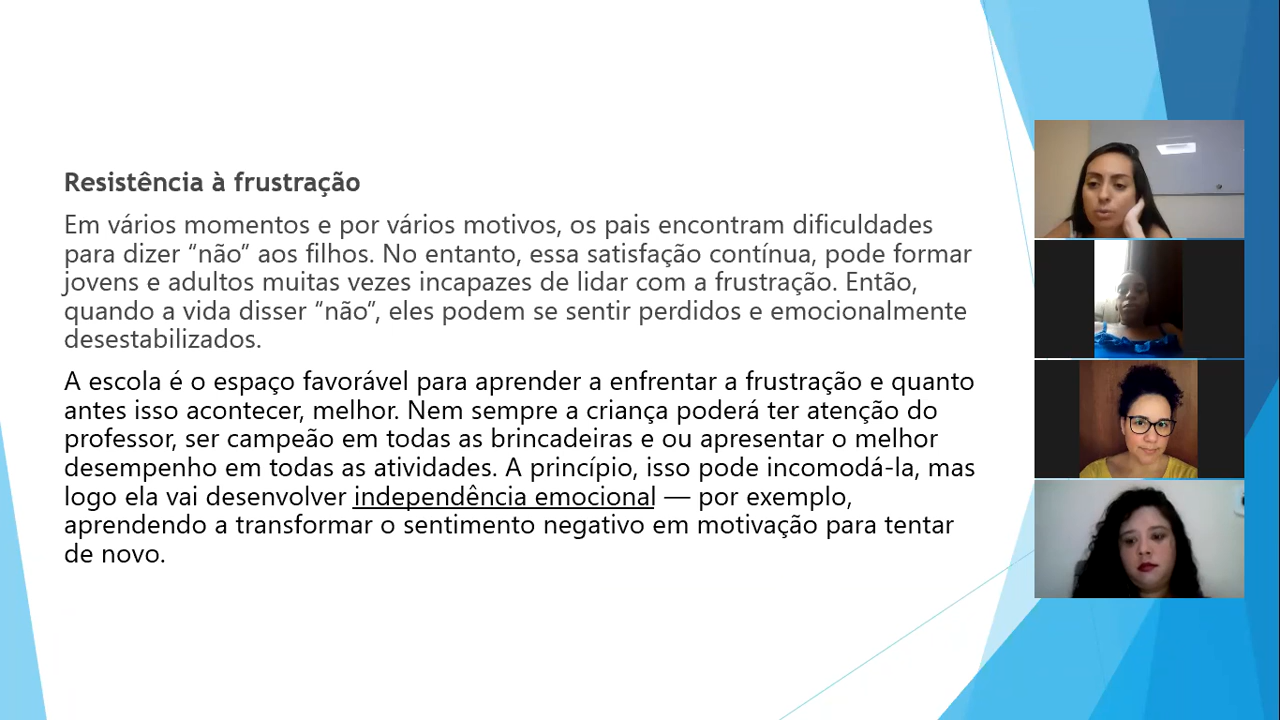 Resistência à frustração
Em vários momentos e por vários motivos, os pais encontram dificuldades
para dizer “não” aos filhos. No entanto, essa satisfação contínua, pode formar
jovens e adultos muitas vezes incapazes de lidar com a frustração. Então,
quando a vida disser “não”, eles podem se sentir perdidos e emocionalmente
desestabilizados.
A escola é o espaço favorável para aprender a enfrentar a frustração e quanto
antes isso acontecer, melhor. Nem sempre a criança poderá ter atenção do
professor, ser campeão em todas as brincadeiras e ou apresentar o melhor
desempenho em todas as atividades. A princípio, isso pode incomodá-la, mas
logo ela vai desenvolver independência emocional — por exemplo,
aprendendo a transformar o sentimento negativo em motivação para tentar
de novo.